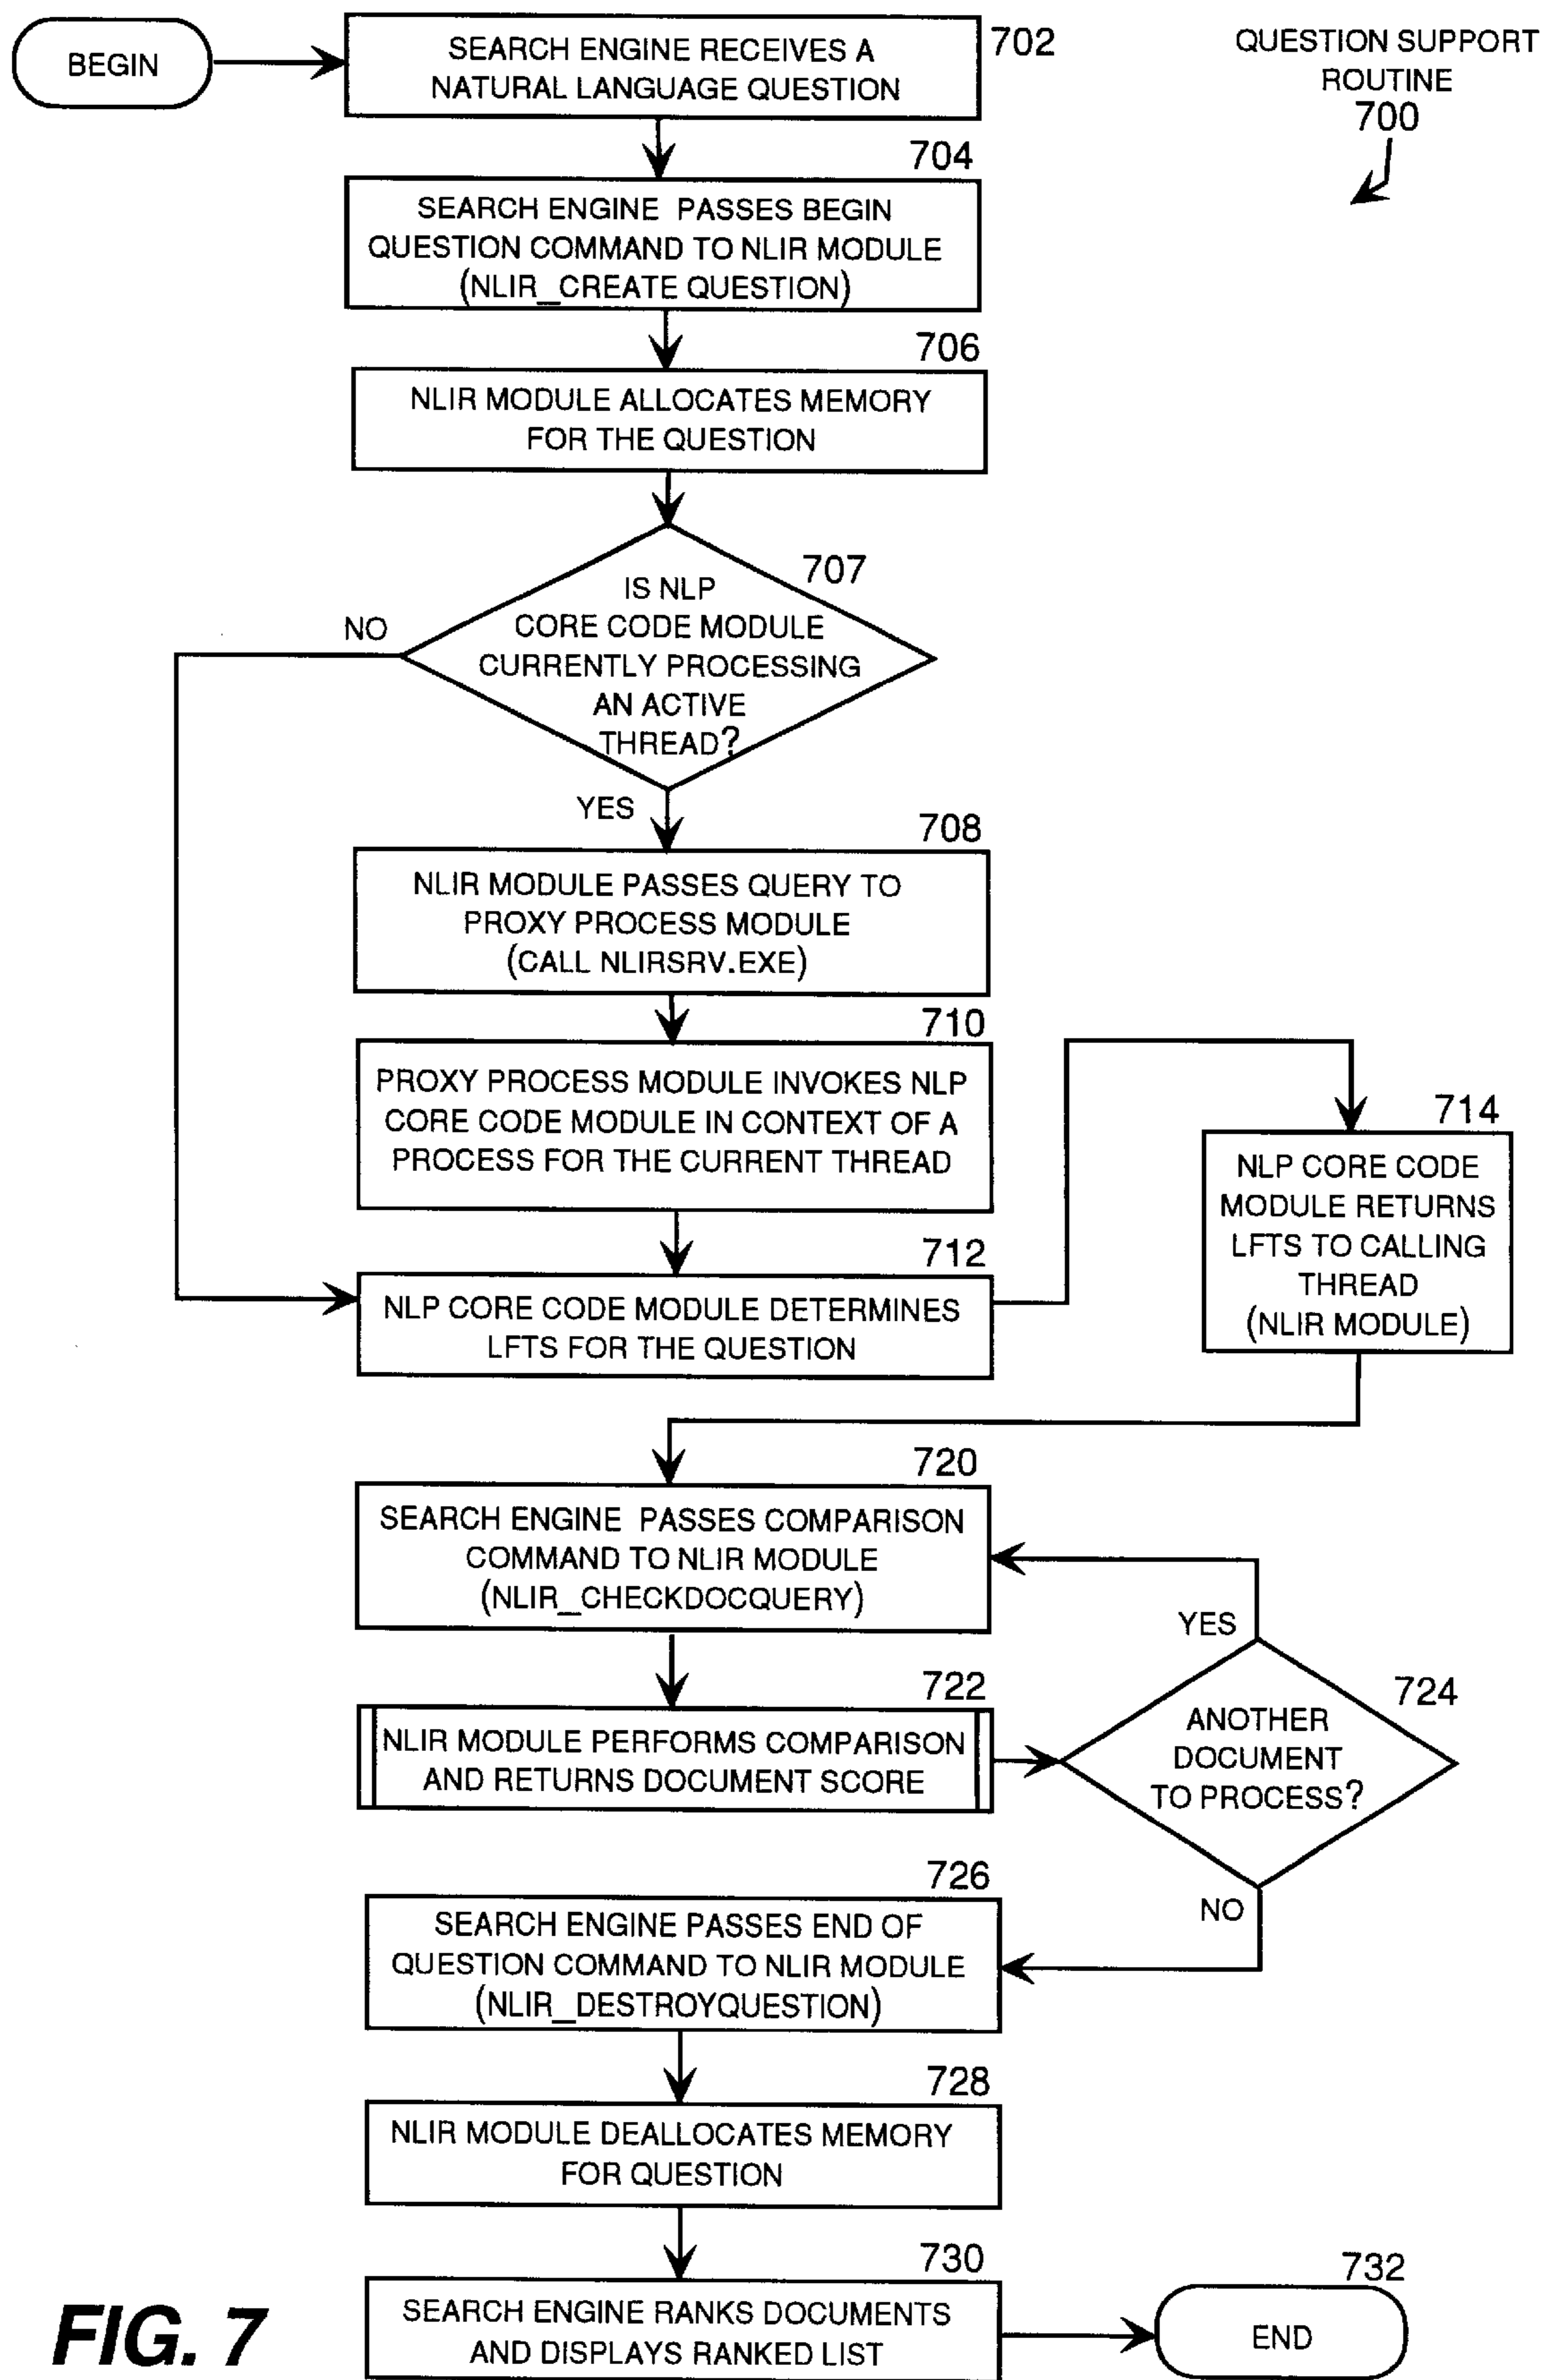 BEGIN
SEARCH ENGINE RECEIVES A
NATURAL LANGUAGE QUESTION
702
QUESTION SUPPORT
ROUTINE
700
704
SEARCH ENGINE PASSES BEGIN
QUESTION COMMAND TO NLIR MODULE
(NLIR_CREATE QUESTION)
706
NLIR MODULE ALLOCATES MEMORY
FOR THE QUESTION
707
IS NLP
CORE CODE MODULE
CURRENTLY PROCESSING
AN ACTIVE
THREAD?
NO
YES
708
NLIR MODULE PASSES QUERY TO
PROXY PROCESS MODULE
(CALL NLIRSRV.EXE)
710
PROXY PROCESS MODULE INVOKES NLP
CORE CODE MODULE IN CONTEXT OF A
PROCESS FOR THE CURRENT THREAD
712
NLP CORE CODE MODULE DETERMINES
LFTS FOR THE QUESTION
714
NLP CORE CODE
MODULE RETURNS
LFTS TO CALLING
THREAD
(NLIR MODULE)
720
SEARCH ENGINE PASSES COMPARISON
COMMAND TO NLIR MODULE
(NLIR_CHECKDOCQUERY)
722
NLIR MODULE PERFORMS COMPARISON
AND RETURNS DOCUMENT SCORE
YES
724
ANOTHER
DOCUMENT
TO PROCESS?
NO
726
SEARCH ENGINE PASSES END OF
QUESTION COMMAND TO NLIR MODULE
(NLIR_DESTROYQUESTION)
728
NLIR MODULE DEALLOCATES MEMORY
FOR QUESTION
730
SEARCH ENGINE RANKS DOCUMENTS
AND DISPLAYS RANKED LIST
732
END
FIG. 7